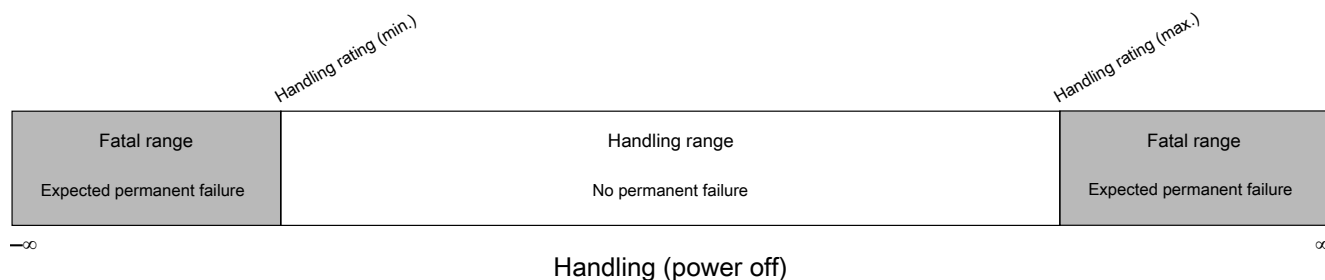 Handling rating (min.)
Handling rating (max.)
Fatal range
Handling range
Fatal range
Expected permanent failure
No permanent failure
Expected permanent failure
–∞
∞
Handling (power off)